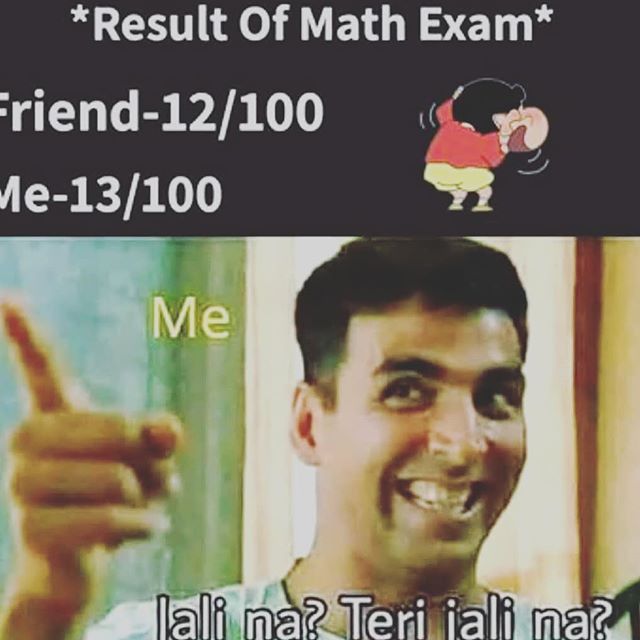 *Result Of Math Exam*
Friend-12/100
Me-13/100
Me
Jali na? Teri jali na?